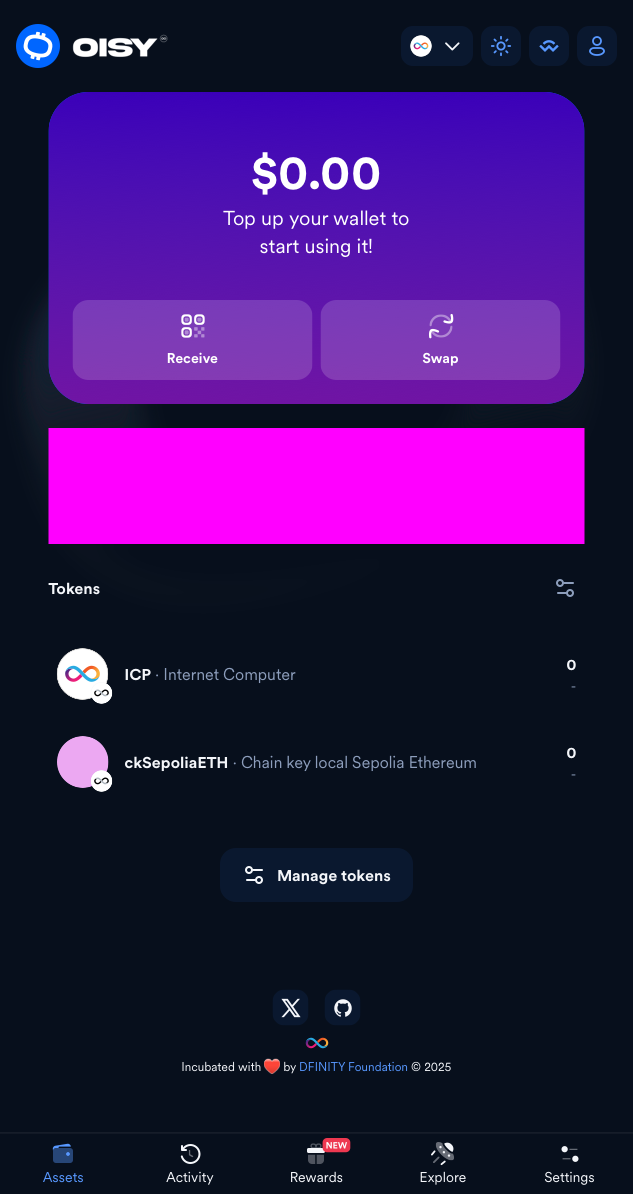 OISY
$0.00
Top up your wallet to
start using it!
Receive
Swap
Tokens
ICP · Internet Computer
0
-
ckSepoliaETH · Chain key local Sepolia Ethereum
0
-
Manage tokens
Incubated with ❤️ by DFINITY Foundation © 2025
NEW
Assets
Activity
Rewards
Explore
Settings